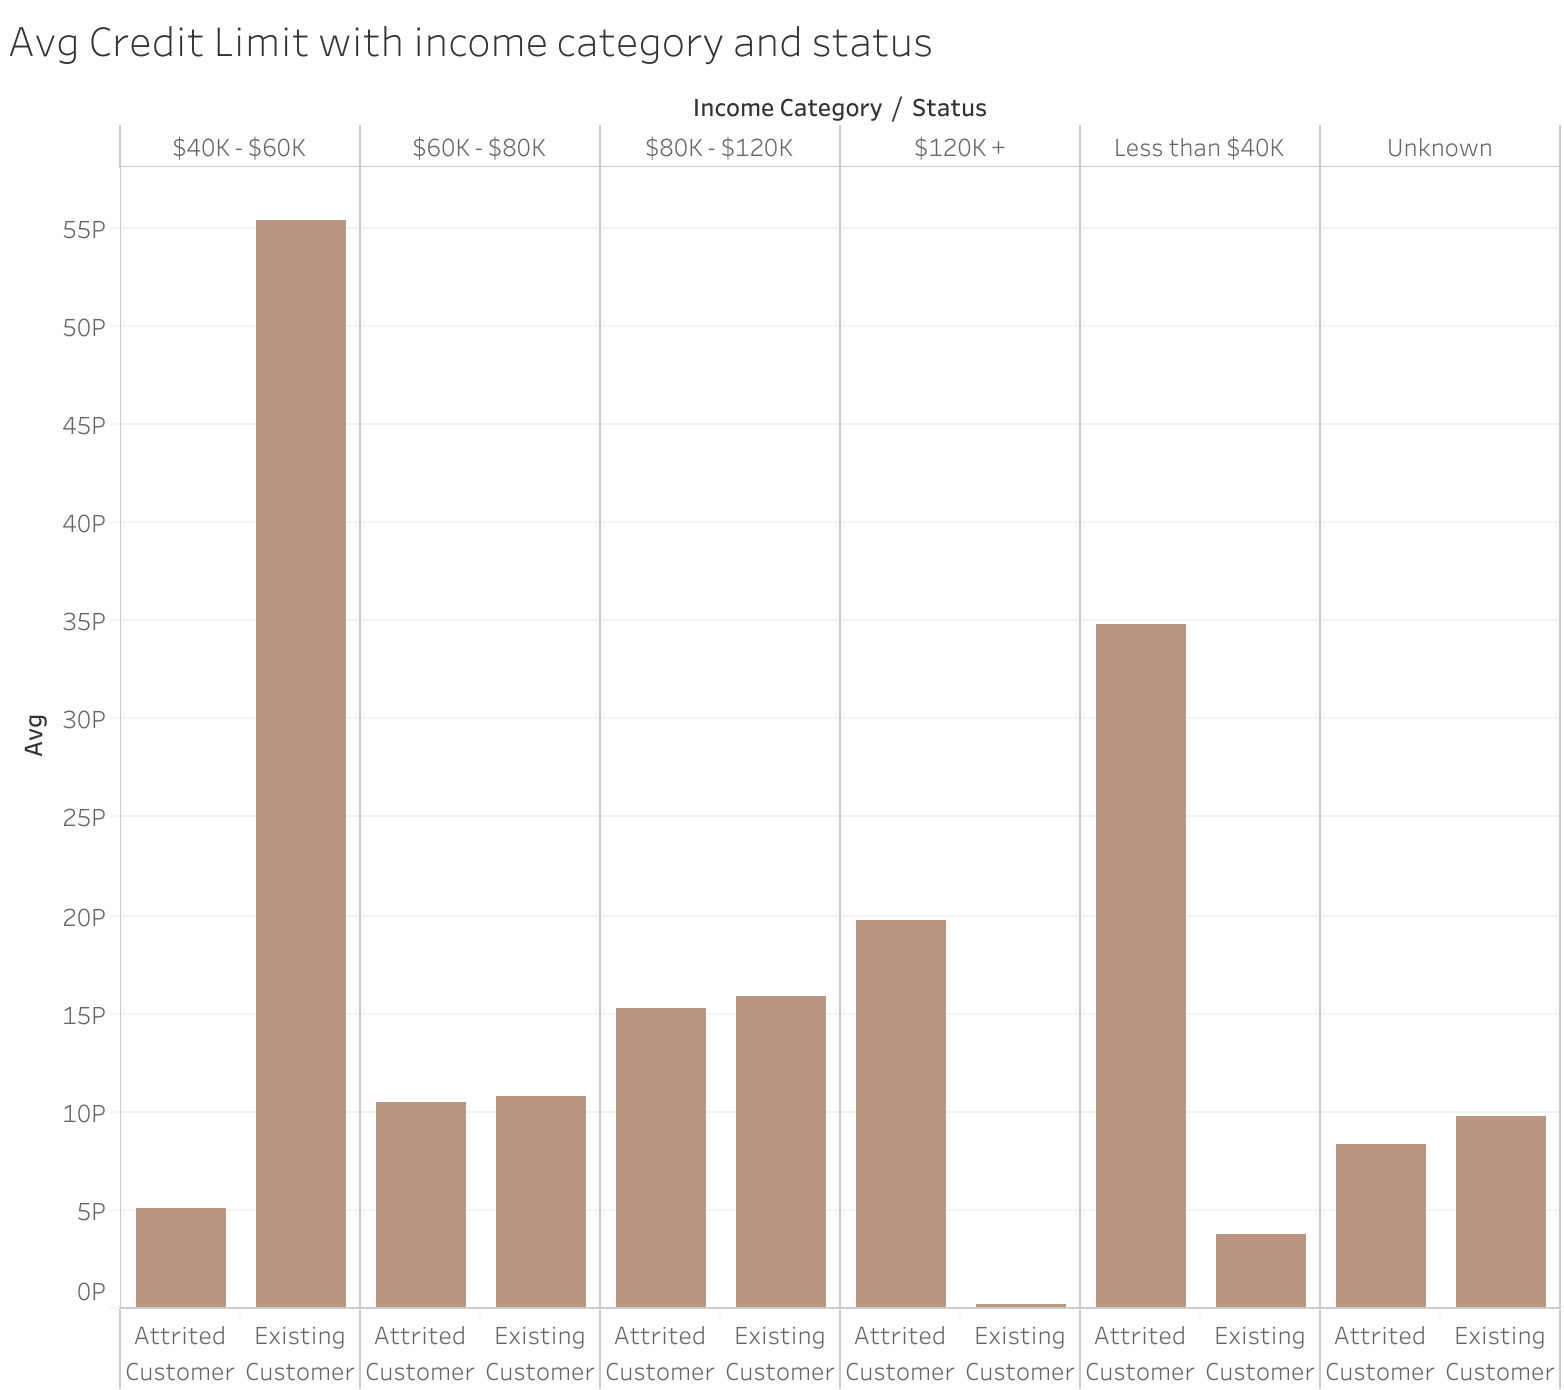 Avg Credit Limit with income category and status
Income Category / Status
$40K - $60K $60K - $80K $80K - $120K $120K + Less than $40K Unknown
55P
50P
45P
40P
35P
30P
Avg
25P
20P
15P
10P
5P
0P
Attrited Existing Attrited Existing Attrited Existing Attrited Existing Attrited Existing Attrited Existing
Customer Customer Customer Customer Customer Customer Customer Customer Customer Customer Customer Customer